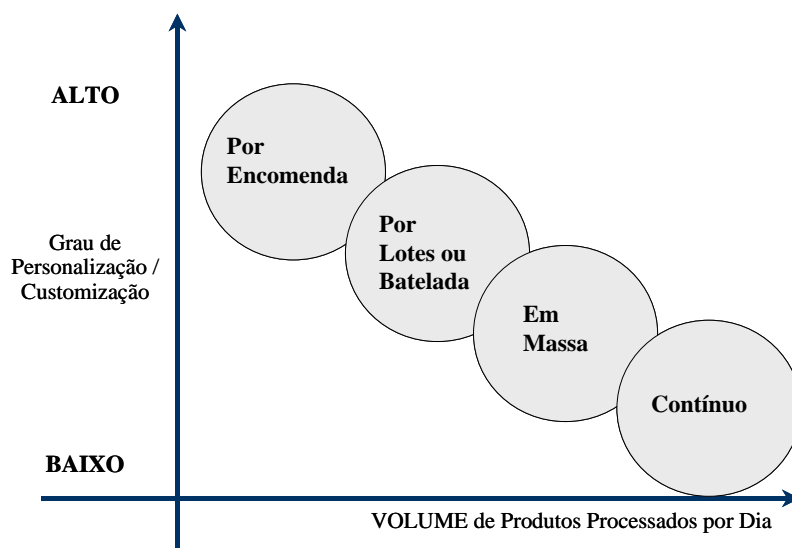 ALTO
Por
Encomenda
Por
Lotes ou
Batelada
Grau de
Personalização /
Customização
Em
Massa
Contínuo
BAIXO
VOLUME de Produtos Processados por Dia